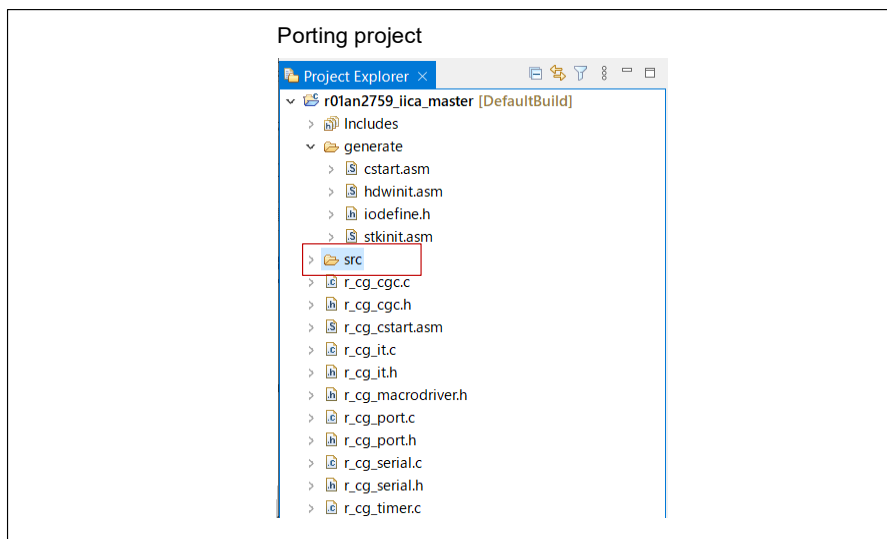 Porting project
Project Explorer
r01an2759_iica_master [DefaultBuild]
Includes
generate
cstart.asm
hdwinit.asm
iodefine.h
stkinit.asm
src
r_cg_cgc.c
r_cg_cgc.h
r_cg_cstart.asm
r_cg_it.c
r_cg_it.h
r_cg_macrodriver.h
r_cg_port.c
r_cg_port.h
r_cg_serial.c
r_cg_serial.h
r_cg_timer.c